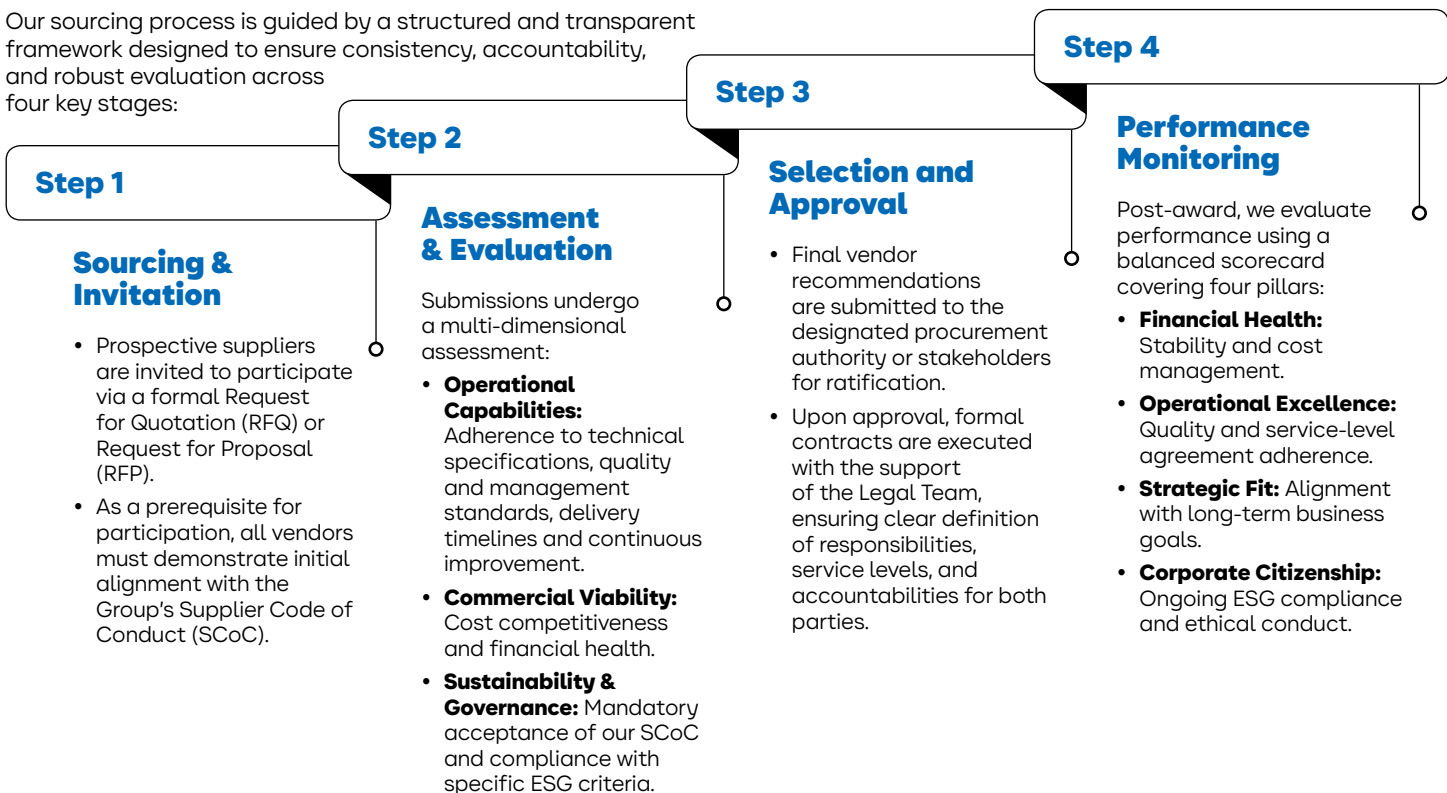 Our sourcing process is guided by a structured and transparent
framework designed to ensure consistency, accountability,
and robust evaluation across
four key stages:
Step 1
Sourcing &
Invitation
• Prospective suppliers
are invited to participate
via a formal Request
for Quotation (RFQ) or
Request for Proposal
(RFP).
• As a prerequisite for
participation, all vendors
must demonstrate initial
alignment with the
Group's Supplier Code of
Conduct (SCoC).
Step 2
Assessment
& Evaluation
Submissions undergo
a multi-dimensional
assessment:
• Operational
Capabilities:
Adherence to technical
specifications, quality
and management
standards, delivery
timelines and continuous
improvement.
• Commercial Viability:
Cost competitiveness
and financial health.
• Sustainability &
Governance: Mandatory
acceptance of our SCoC
and compliance with
specific ESG criteria.
Step 3
Selection and
Approval
• Final vendor
recommendations
are submitted to the
designated procurement
authority or stakeholders
for ratification.
• Upon approval, formal
contracts are executed
with the support
of the Legal Team,
ensuring clear definition
of responsibilities,
service levels, and
accountabilities for both
parties.
Step 4
Performance
Monitoring
Post-award, we evaluate
performance using a
balanced scorecard
covering four pillars:
• Financial Health:
Stability and cost
management.
• Operational Excellence:
Quality and service-level
agreement adherence.
• Strategic Fit: Alignment
with long-term business
goals.
• Corporate Citizenship:
Ongoing ESG compliance
and ethical conduct.